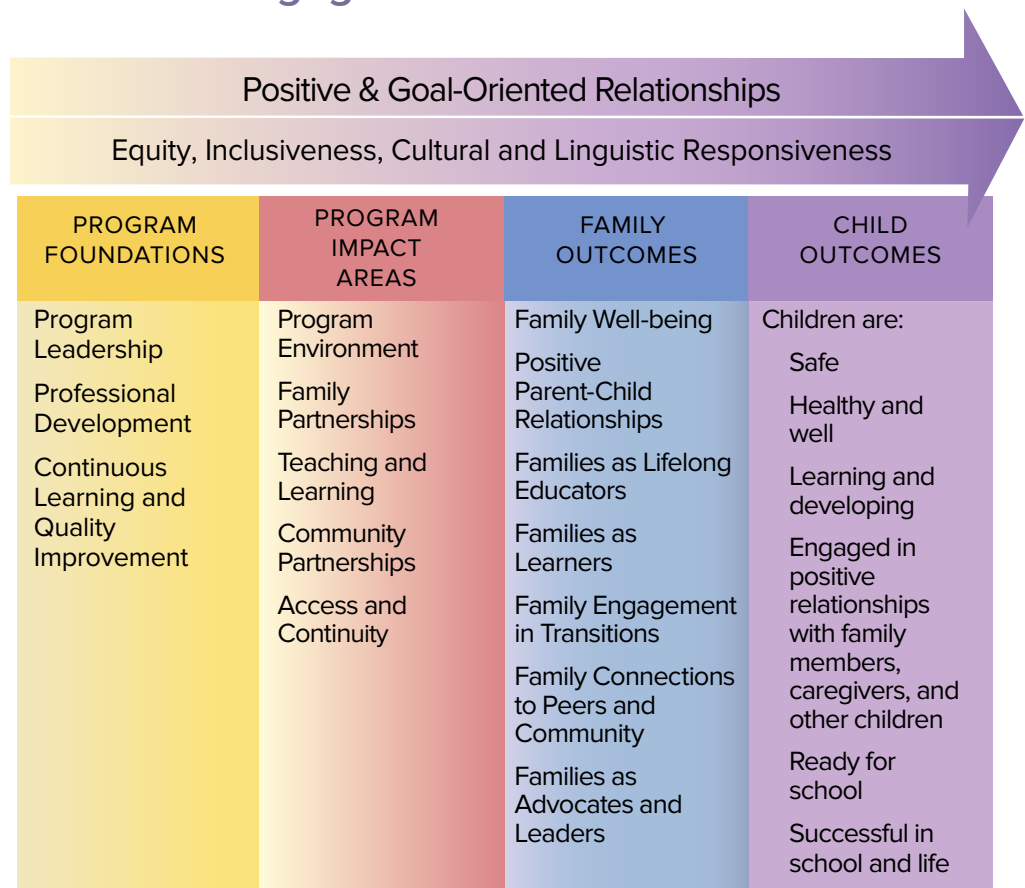 Positive & Goal-Oriented Relationships
Equity, Inclusiveness, Cultural and Linguistic Responsiveness
PROGRAM
FOUNDATIONS
Program
Leadership
Professional
Development
Continuous
Learning and
Quality
Improvement
PROGRAM
IMPACT
AREAS
Program
Environment
Family
Partnerships
Teaching and
Learning
Community
Partnerships
Access and
Continuity
FAMILY
OUTCOMES
Family Well-being
Positive
Parent-Child
Relationships
Families as Lifelong
Educators
Families as
Learners
Family Engagement
in Transitions
Family Connections
to Peers and
Community
Families as
Advocates and
Leaders
CHILD
OUTCOMES
Children are:
Safe
Healthy and
well
Learning and
developing
Engaged in
positive
relationships
with family
members,
caregivers, and
other children
Ready for
school
Successful in
school and life